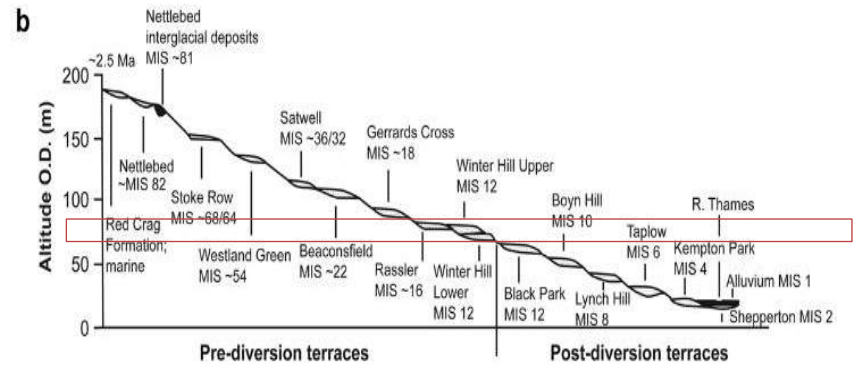 b
Nettlebed
interglacial deposits
MIS ~81
~2.5 Ma
200
150
100
50
0
Altitude O.D. (m)
Red Crag
Formation;
marine
Nettlebed
~MIS 82
Stoke Row
MIS ~68/64
Westland Green
MIS ~54
Satwell
MIS ~36/32
Beaconsfield
MIS ~22
Gerrards Cross
MIS ~18
Rassler
MIS ~16
Winter Hill Upper
MIS 12
Winter Hill
Lower
MIS 12
Black Park
MIS 12
Boyn Hill
MIS 10
Lynch Hill
MIS 8
Taplow
MIS 6
Kempton Park
MIS 4
R. Thames
Alluvium MIS 1
Shepperton MIS 2
Pre-diversion terraces
Post-diversion terraces